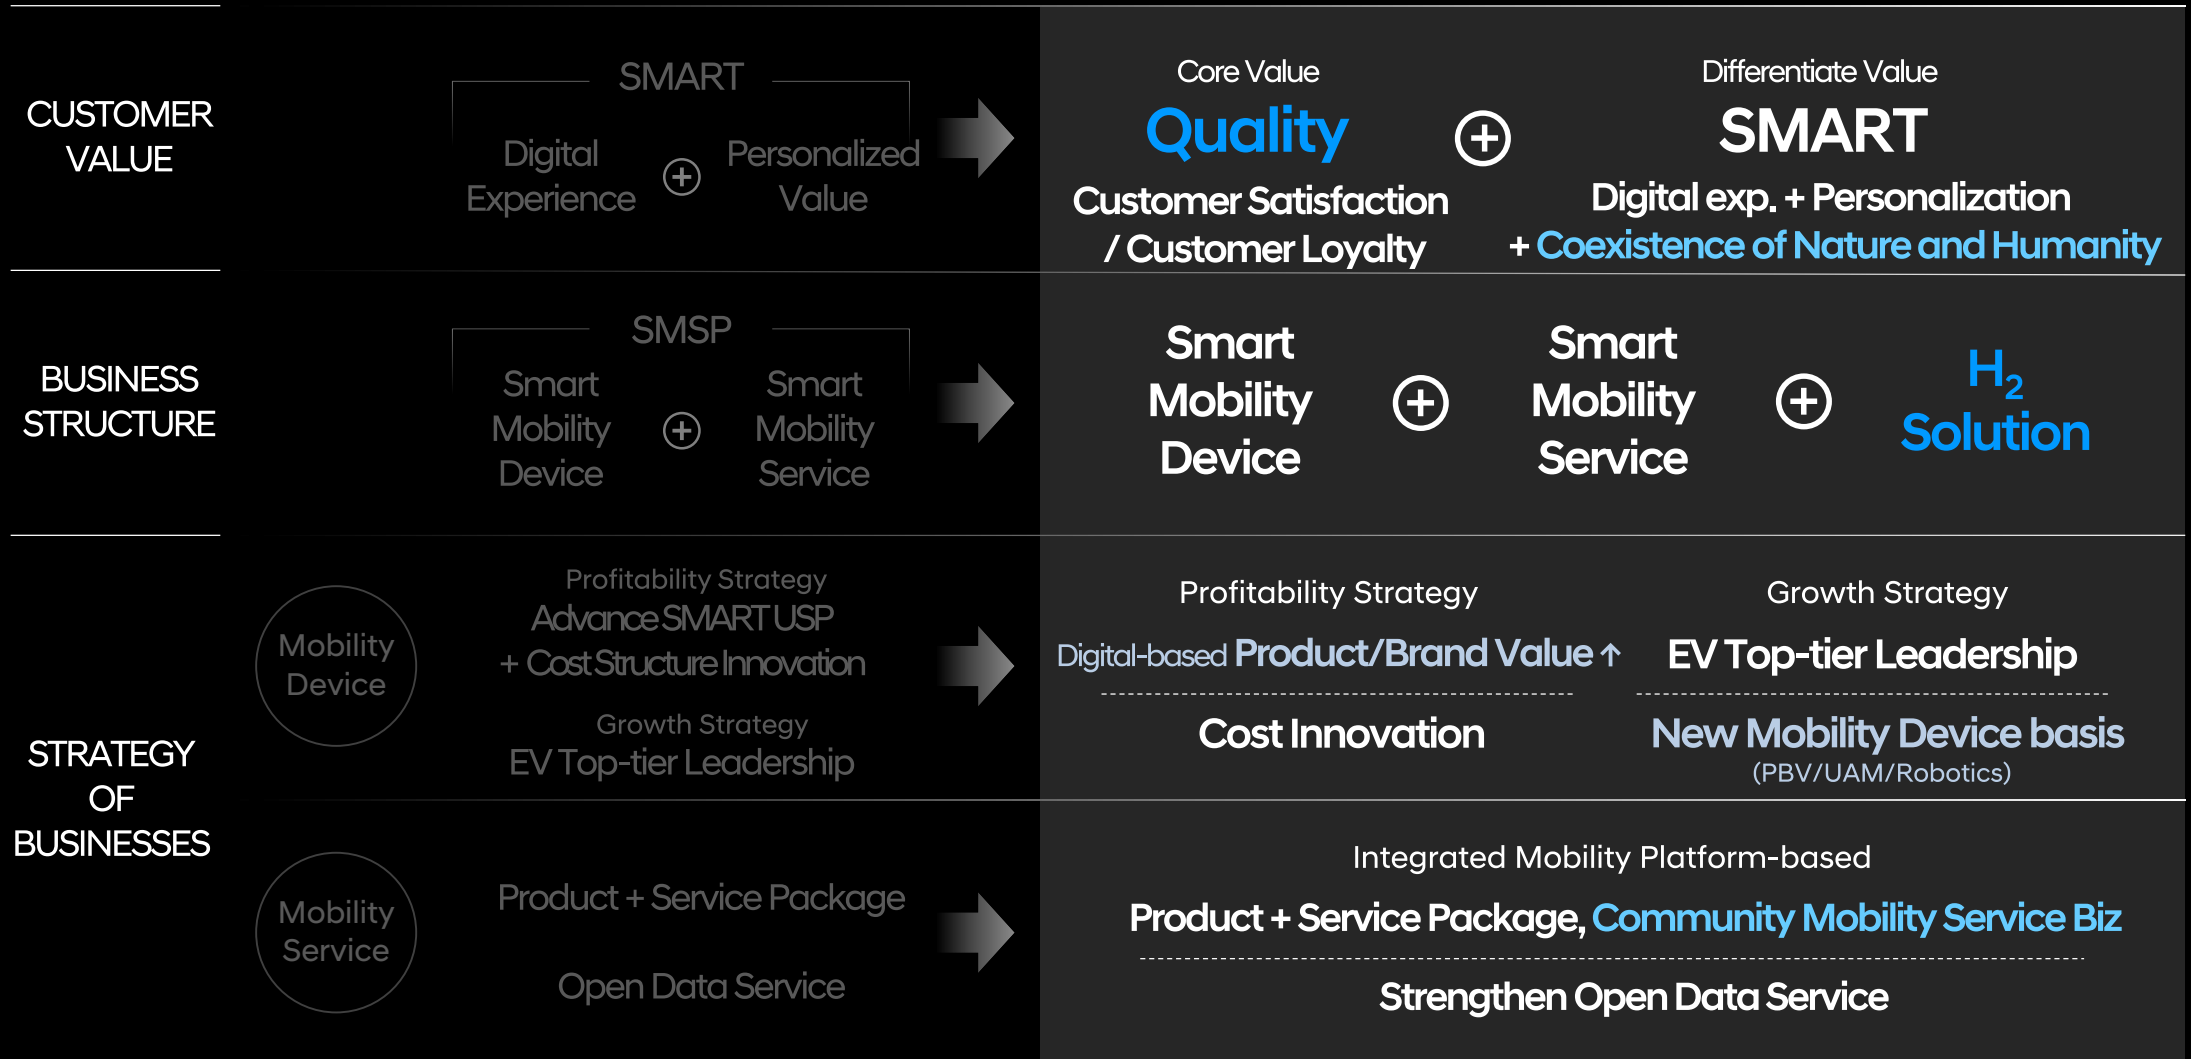 CUSTOMER
VALUE
SMART
Digital
Experience
+
Personalized
Value
Core Value
Quality
Customer Satisfaction
/ Customer Loyalty
+
Differentiate Value
SMART
Digital exp. + Personalization
+ Coexistence of Nature and Humanity
BUSINESS
STRUCTURE
SMSP
Smart
Mobility
Device
+
Smart
Mobility
Service
Smart
Mobility
Device
+
Smart
Mobility
Service
+
H₂
Solution
STRATEGY
OF
BUSINESSES
Mobility
Device
Profitability Strategy
Advance SMART USP
+ Cost Structure Innovation
Growth Strategy
EV Top-tier Leadership
Profitability Strategy
Digital-based Product/Brand Value ↑
Cost Innovation
Growth Strategy
EV Top-tier Leadership
New Mobility Device basis
(PBV/UAM/Robotics)
Mobility
Service
Product + Service Package
Open Data Service
Integrated Mobility Platform-based
Product + Service Package, Community Mobility Service Biz
Strengthen Open Data Service